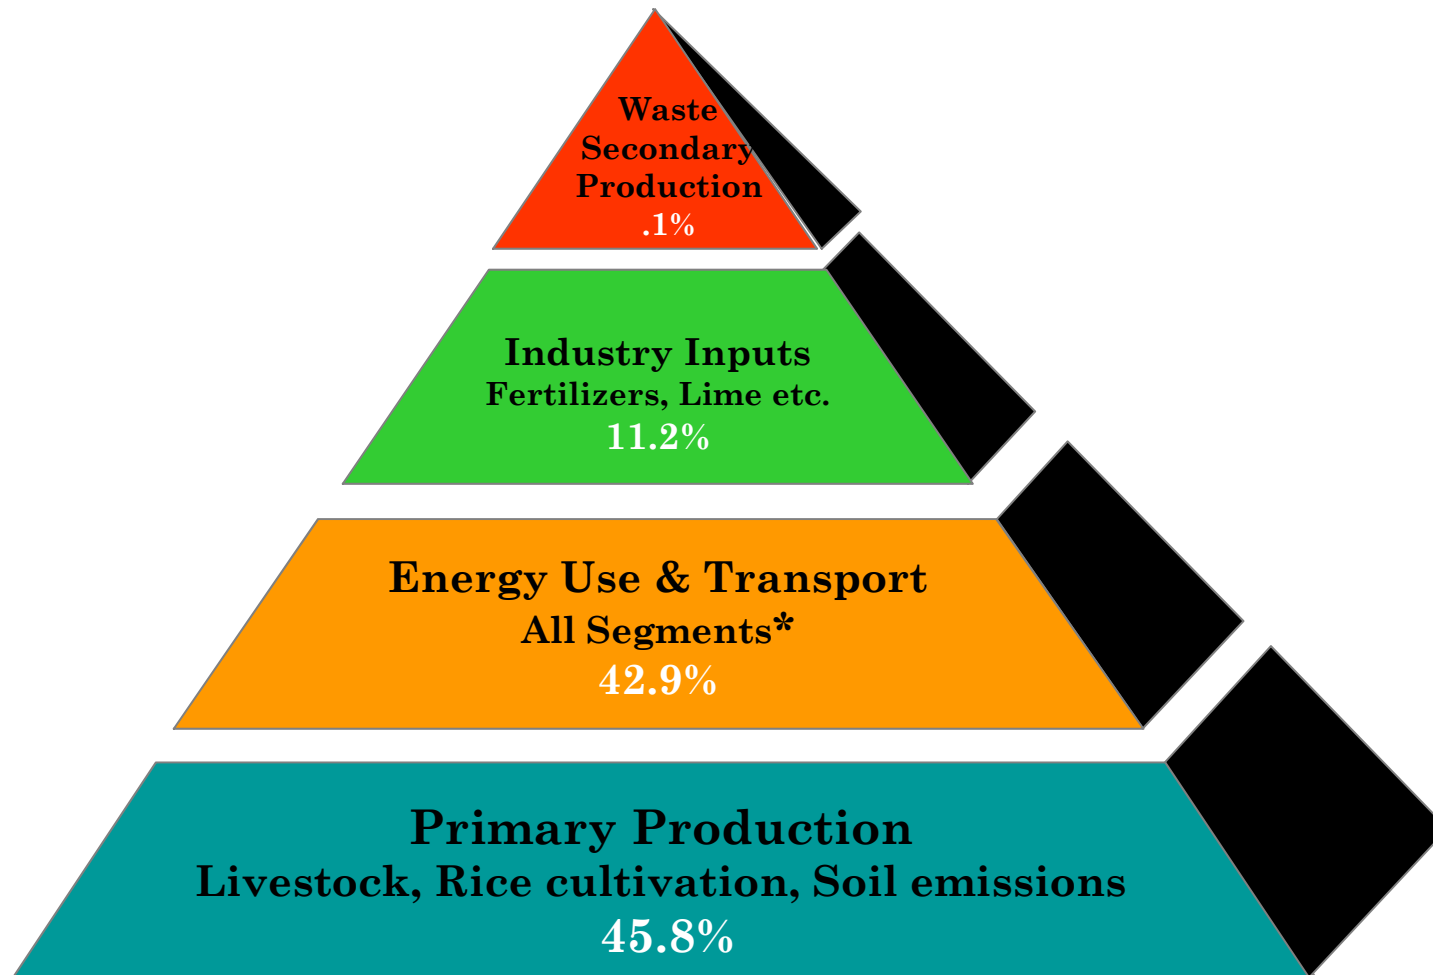 Waste
Secondary
Production
.1%
Industry Inputs
Fertilizers, Lime etc.
11.2%
Energy Use & Transport
All Segments*
42.9%
Primary Production
Livestock, Rice cultivation, Soil emissions
45.8%